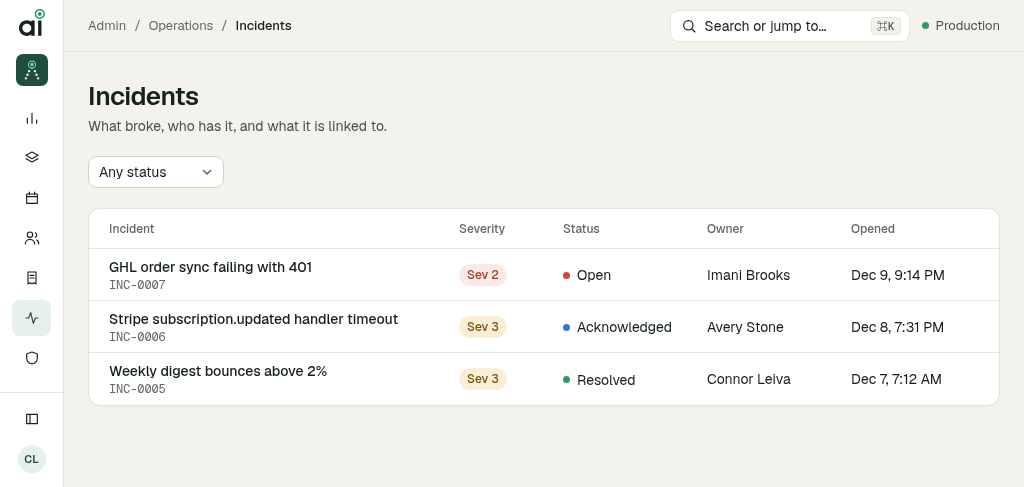 ai
Admin / Operations / Incidents
Search or jump to…
⌘K
Production
Incidents
What broke, who has it, and what it is linked to.
Any status
Incident Severity Status Owner Opened
GHL order sync failing with 401
INC-0007
Sev 2 Open Imani Brooks Dec 9, 9:14 PM
Stripe subscription.updated handler timeout
INC-0006
Sev 3 Acknowledged Avery Stone Dec 8, 7:31 PM
Weekly digest bounces above 2%
INC-0005
Sev 3 Resolved Connor Leiva Dec 7, 7:12 AM
CL